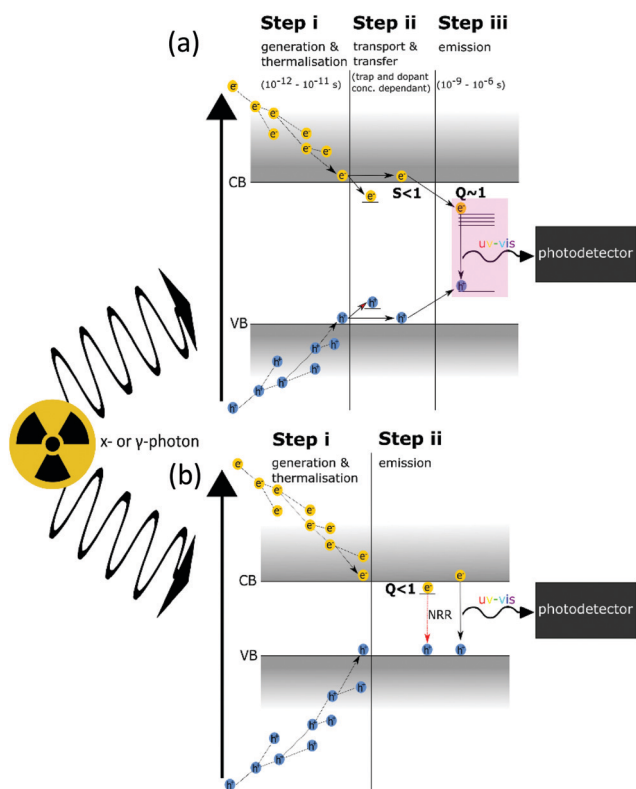 (a)
Step i
Step ii
Step iii
generation &
thermalisation
transport &
transfer
emission
(10⁻¹² - 10⁻¹¹ s)
(trap and dopant
conc. dependant)
(10⁻⁹ - 10⁻⁶ s)
e⁻
e⁻
e⁻
e⁻
e⁻
e⁻
e⁻
e⁻
e⁻
e⁻
CB
S<1
Q~1
e⁻
uv-vis
photodetector
h⁺
h⁺
h⁺
h⁺
VB
h⁺
h⁺
h⁺
h⁺
h⁺
h⁺
x- or γ-photon
(b)
Step i
Step ii
generation &
thermalisation
emission
e⁻
e⁻
e⁻
e⁻
e⁻
e⁻
e⁻
e⁻
e⁻
e⁻
e⁻
CB
Q<1
e⁻
NRR
uv-vis
photodetector
VB
h⁺
h⁺
h⁺
h⁺
h⁺
h⁺
h⁺
h⁺
h⁺
h⁺
h⁺